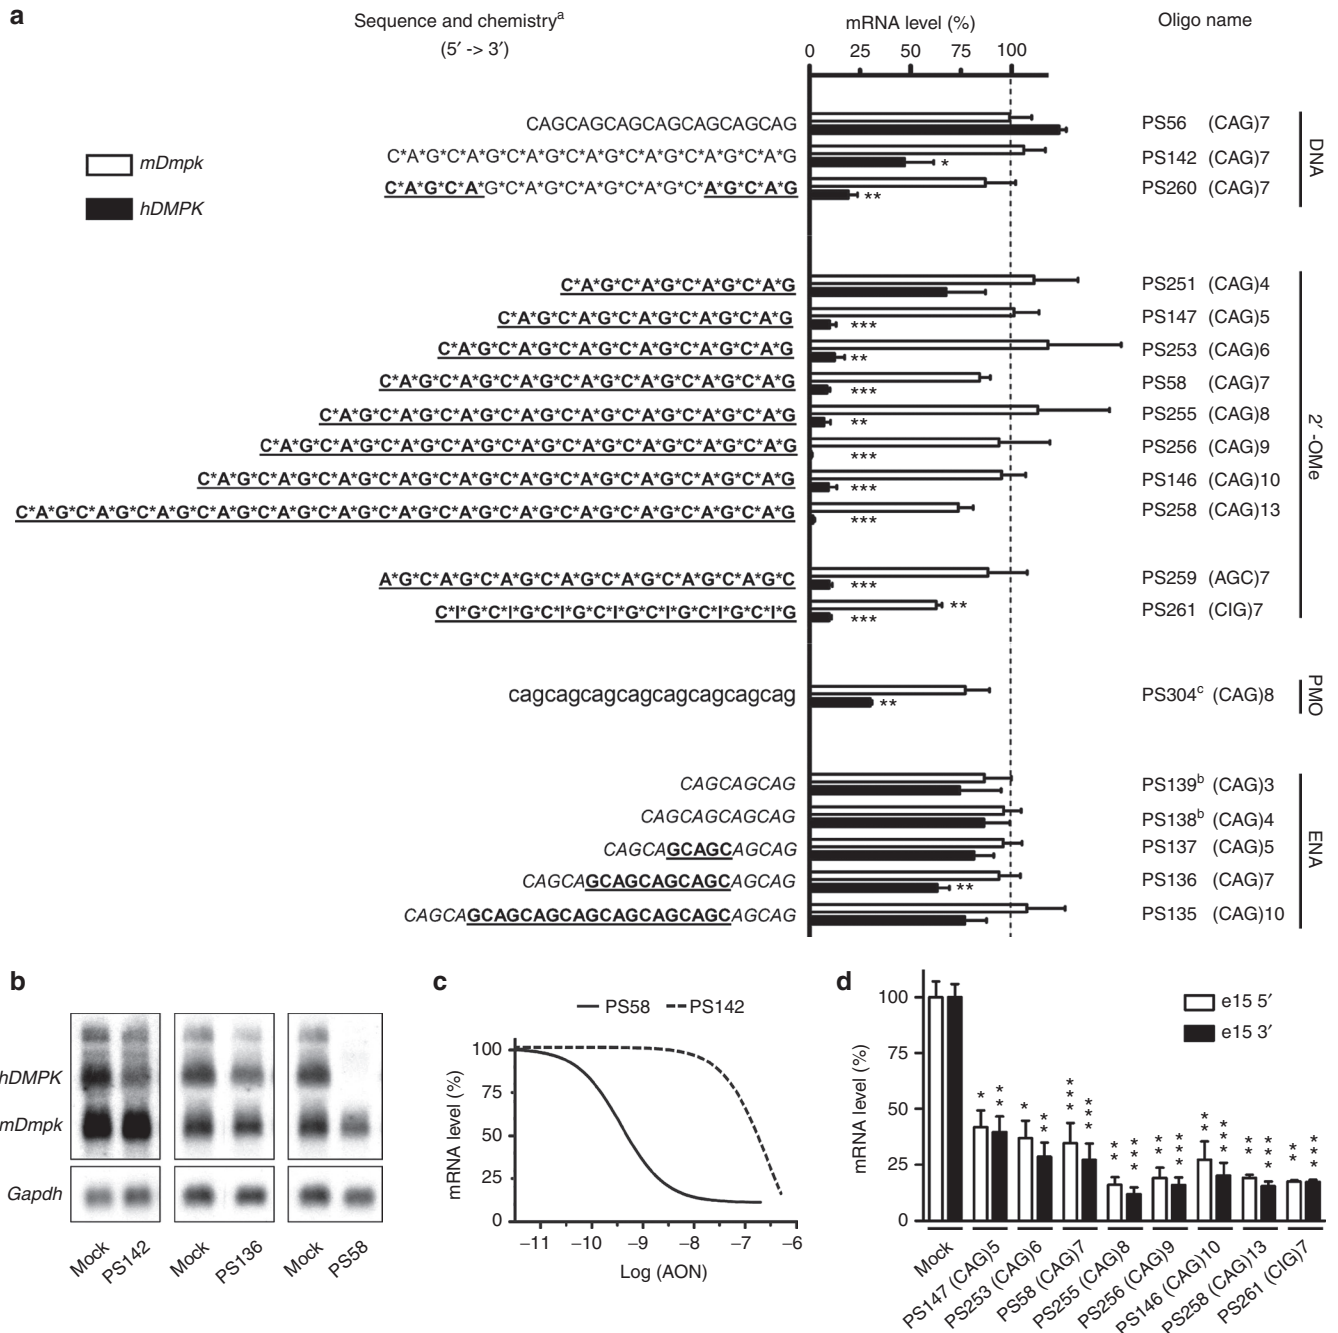 a
Sequence and chemistrya
(5′ -> 3′)
mRNA level (%)
Oligo name
0 25 50 75 100
mDmpk
hDMPK
CAGCAGCAGCAGCAGCAGCAG
PS56 (CAG)7
C*A*G*C*A*G*C*A*G*C*A*G*C*A*G*C*A*G*C*A*G
*
PS142 (CAG)7
C*A*G*C*A*G*C*A*G*C*A*G*C*A*G*C*A*G*C*A*G
**
PS260 (CAG)7
DNA
C*A*G*C*A*G*C*A*G*C*A*G
PS251 (CAG)4
C*A*G*C*A*G*C*A*G*C*A*G*C*A*G
***
PS147 (CAG)5
C*A*G*C*A*G*C*A*G*C*A*G*C*A*G*C*A*G
**
PS253 (CAG)6
C*A*G*C*A*G*C*A*G*C*A*G*C*A*G*C*A*G*C*A*G
***
PS58 (CAG)7
C*A*G*C*A*G*C*A*G*C*A*G*C*A*G*C*A*G*C*A*G*C*A*G
**
PS255 (CAG)8
C*A*G*C*A*G*C*A*G*C*A*G*C*A*G*C*A*G*C*A*G*C*A*G*C*A*G
***
PS256 (CAG)9
C*A*G*C*A*G*C*A*G*C*A*G*C*A*G*C*A*G*C*A*G*C*A*G*C*A*G*C*A*G
***
PS146 (CAG)10
C*A*G*C*A*G*C*A*G*C*A*G*C*A*G*C*A*G*C*A*G*C*A*G*C*A*G*C*A*G*C*A*G*C*A*G*C*A*G
***
PS258 (CAG)13
A*G*C*A*G*C*A*G*C*A*G*C*A*G*C*A*G*C*A*G*C
***
PS259 (AGC)7
C*I*G*C*I*G*C*I*G*C*I*G*C*I*G*C*I*G*C*I*G
**
***
PS261 (CIG)7
2′ -OMe
cagcagcagcagcagcagcagcag
**
PS304c (CAG)8
PMO
CAGCAGCAG
PS139b (CAG)3
CAGCAGCAGCAG
PS138b (CAG)4
CAGCAGCAGCAGCAG
PS137 (CAG)5
CAGCAGCAGCAGCAGCAGCAG
**
PS136 (CAG)7
CAGCAGCAGCAGCAGCAGCAGCAGCAGCAG
PS135 (CAG)10
ENA
b
hDMPK
mDmpk
Gapdh
Mock PS142 Mock PS136 Mock PS58
c
PS58 PS142
mRNA level (%)
100
75
50
25
0
−11 −10 −9 −8 −7 −6
Log (AON)
d
e15 5′
e15 3′
mRNA level (%)
100
75
50
25
0
* ** * ** *** *** ** *** ** *** ** *** ** *** ** ***
Mock
PS147 (CAG)5
PS253 (CAG)6
PS58 (CAG)7
PS255 (CAG)8
PS256 (CAG)9
PS146 (CAG)10
PS258 (CAG)13
PS261 (CIG)7